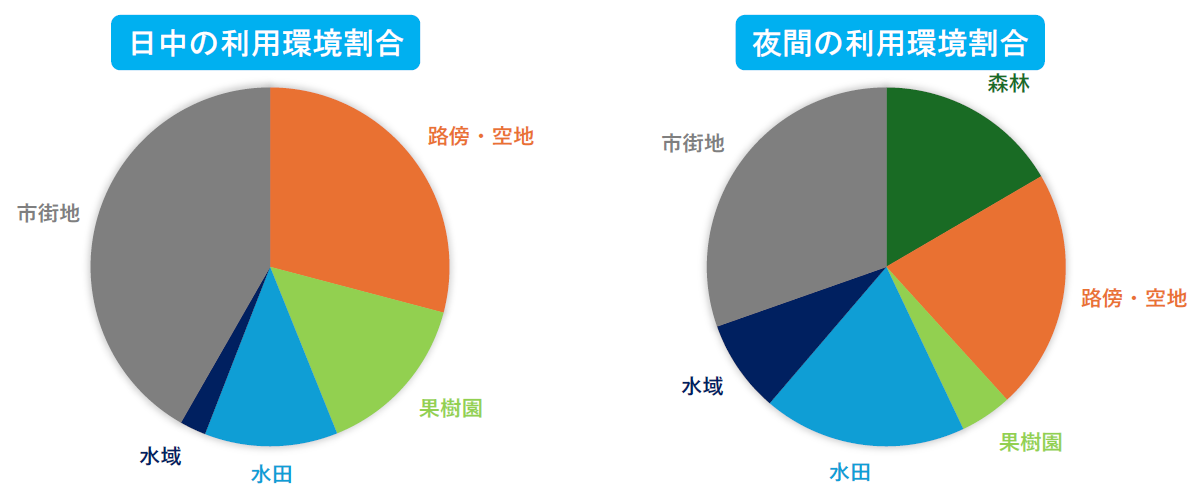 日中の利用環境割合
路傍・空地
市街地
果樹園
水域
水田
夜間の利用環境割合
森林
市街地
路傍・空地
水域
果樹園
水田